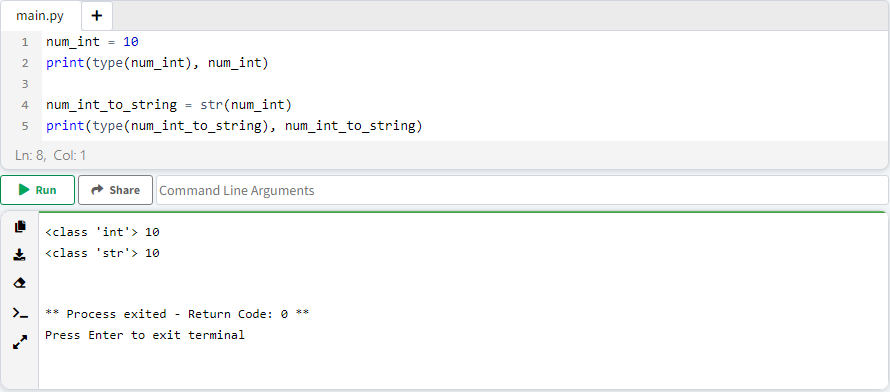 main.py +
1 num_int = 10
2 print(type(num_int), num_int)
3
4 num_int_to_string = str(num_int)
5 print(type(num_int_to_string), num_int_to_string)
Ln: 8, Col: 1
Run Share Command Line Arguments
<class 'int'> 10
<class 'str'> 10
** Process exited - Return Code: 0 **
Press Enter to exit terminal